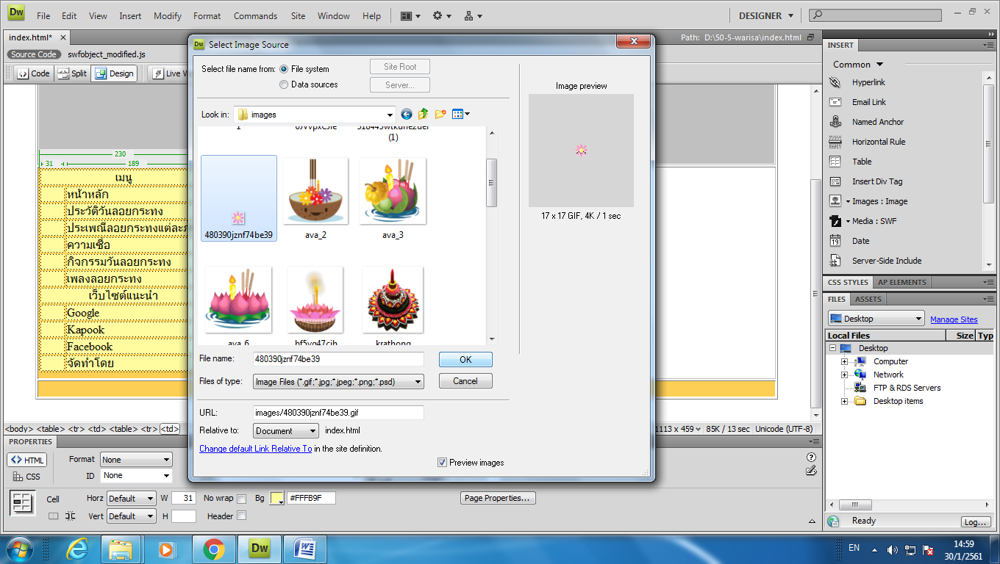 Dw File Edit View Insert Modify Format Commands Site Window Help DESIGNER
index.html* Path: D:\50-5-warisa\index.html
Source Code swfobject_modified.js
Code Split Design Live V
Dw Select Image Source
Select file name from: File system Site Root
Data sources Server...
Look in: images
(1)
480390jznf74be39 ava_2 ava_3
ava_6 bf5vq47cjb krathong
File name: 480390jznf74be39 OK
Files of type: Image Files (*.gif;*.jpg;*.jpeg;*.png;*.psd) Cancel
URL: images/480390jznf74be39.gif
Relative to: Document index.html
Change default Link Relative To in the site definition.
Preview images
Image preview
17 x 17 GIF, 4K / 1 sec
230
31 189
เมนู
หน้าหลัก
ประวัติวันลอยกระทง
ประเพณีลอยกระทงแต่ละภ
ความเชื่อ
กิจกรรมวันลอยกระทง
เพลงลอยกระทง
เว็บไซต์แนะนำ
Google
Kapook
Facebook
จัดทำโดย
<body> <table> <tr> <td> <table> <tr> <td> 1113 x 459 85K / 13 sec Unicode (UTF-8)
PROPERTIES
HTML Format None
CSS ID None
Cell Horz Default W 31 No wrap Bg #FFFB9F Page Properties...
Vert Default H Header
INSERT
Common
Hyperlink
Email Link
Named Anchor
Horizontal Rule
Table
Insert Div Tag
Images : Image
Media : SWF
Date
Server-Side Include
CSS STYLES AP ELEMENTS
FILES ASSETS
Desktop Manage Sites
Local Files Size Typ
Desktop
Computer
Network
FTP & RDS Servers
Desktop items
Ready Log...
Dw EN 14:59
30/1/2561